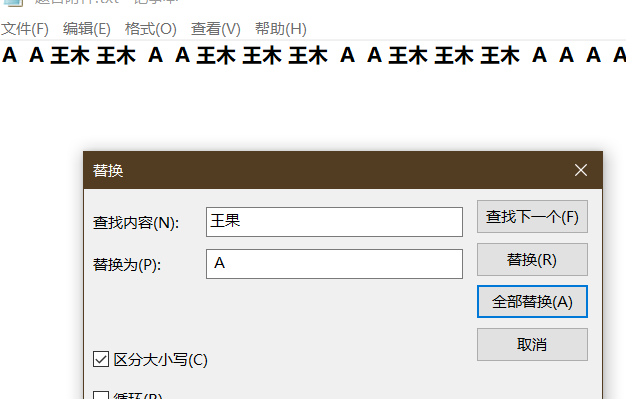 文件(F) 编辑(E) 格式(O) 查看(V) 帮助(H)
A A 王木 王木 A A 王木 王木 王木 A A 王木 王木 王木 A A A A
替换
查找内容(N): 王果 查找下一个(F)
替换为(P): A 替换(R)
全部替换(A)
取消
区分大小写(C)
循环(R)